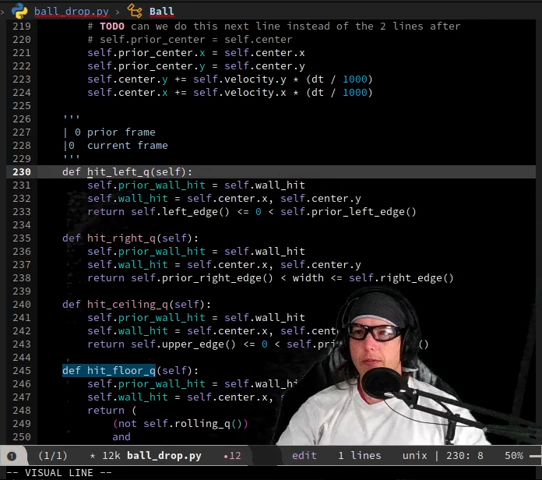 ball_drop.py › Ball
219 # TODO can we do this next line instead of the 2 lines after
220 # self.prior_center = self.center
221 self.prior_center.x = self.center.x
222 self.prior_center.y = self.center.y
223 self.center.y += self.velocity.y * (dt / 1000)
224 self.center.x += self.velocity.x * (dt / 1000)
225
226 '''
227 | 0 prior frame
228 |0 current frame
229 '''
230 def hit_left_q(self):
231 self.prior_wall_hit = self.wall_hit
232 self.wall_hit = self.center.x, self.center.y
233 return self.left_edge() <= 0 < self.prior_left_edge()
234
235 def hit_right_q(self):
236 self.prior_wall_hit = self.wall_hit
237 self.wall_hit = self.center.x, self.center.y
238 return self.prior_right_edge() < width <= self.right_edge()
239
240 def hit_ceiling_q(self):
241 self.prior_wall_hit = self.wall_hit
242 self.wall_hit = self.center.x,
243 return self.upper_edge() <= 0 < ()
244
245 def hit_floor_q(self):
246 self.prior_wall_hit =
247 self.wall_hit = self.center.x,
248 return (
249 (not self.rolling_q())
250 and
1 (1/1) * 12k ball_drop.py •12 edit 1 lines unix | 230: 8 50%
-- VISUAL LINE --